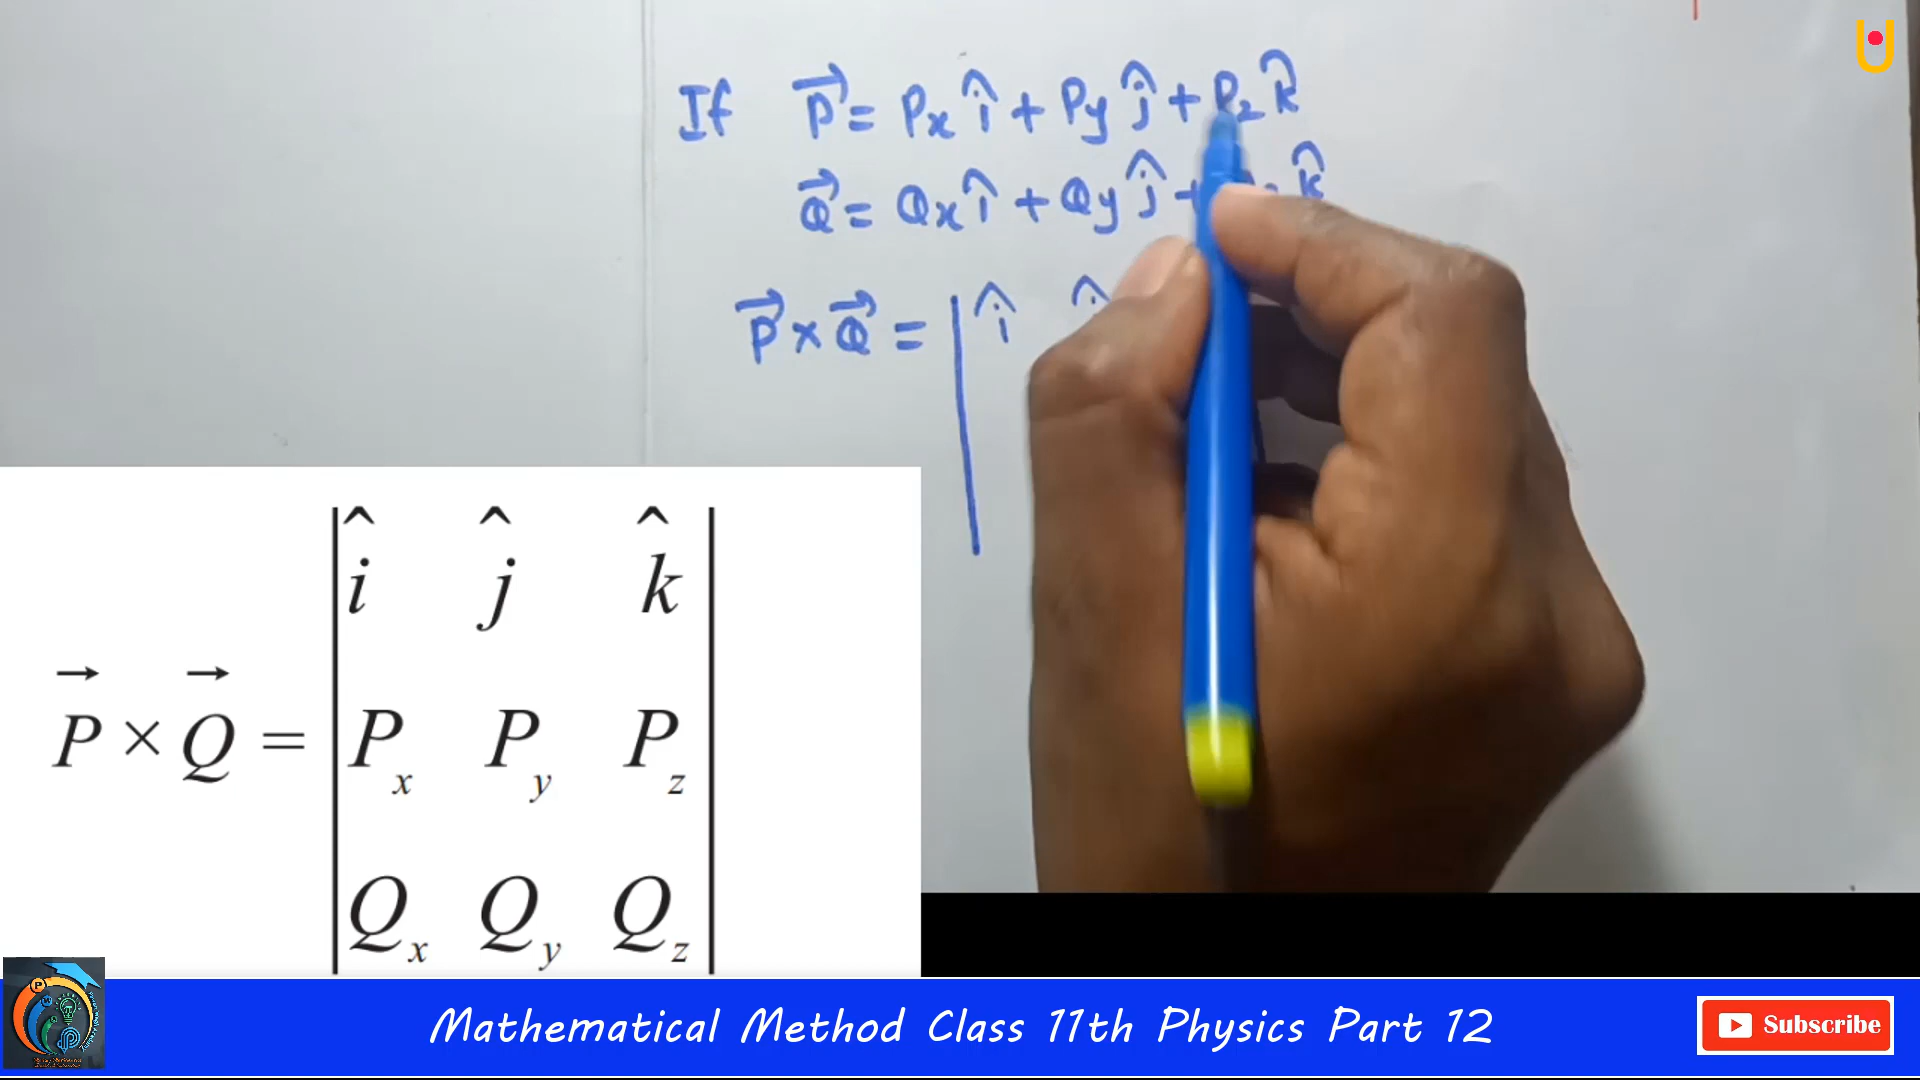 If P⃗ = Px î + Py ĵ + Pz k̂
Q⃗ = Qx î + Qy ĵ + k̂
P⃗ × Q⃗ = | î
î ĵ k̂
P⃗ × Q⃗ = Px Py Pz
Qx Qy Qz
Mathematical Method Class 11th Physics Part 12
Subscribe